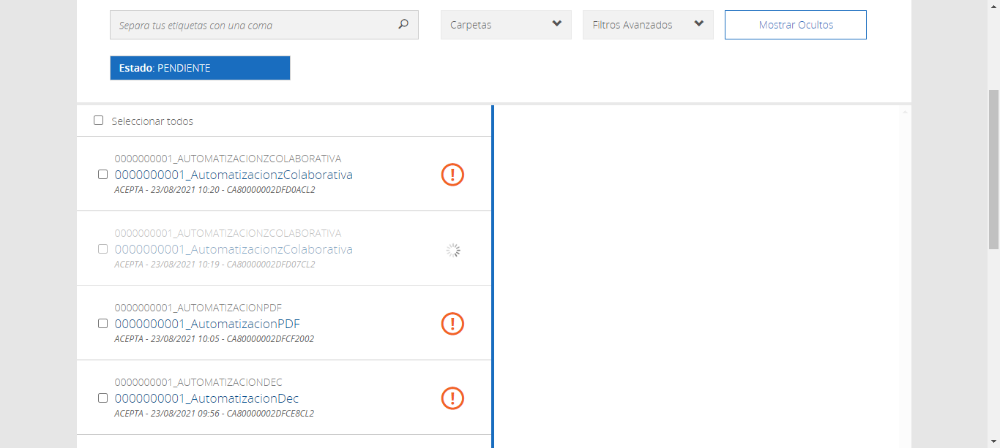 Separa tus etiquetas con una coma
Carpetas
Filtros Avanzados
Mostrar Ocultos
Estado: PENDIENTE
Seleccionar todos
0000000001_AUTOMATIZACIONZCOLABORATIVA
0000000001_AutomatizacionzColaborativa
ACEPTA - 23/08/2021 10:20 - CA80000002DFD0ACL2
0000000001_AUTOMATIZACIONZCOLABORATIVA
0000000001_AutomatizacionzColaborativa
ACEPTA - 23/08/2021 10:19 - CA80000002DFD07CL2
0000000001_AUTOMATIZACIONPDF
0000000001_AutomatizacionPDF
ACEPTA - 23/08/2021 10:05 - CA80000002DFCF2002
0000000001_AUTOMATIZACIONDEC
0000000001_AutomatizacionDec
ACEPTA - 23/08/2021 09:56 - CA80000002DFCE8CL2